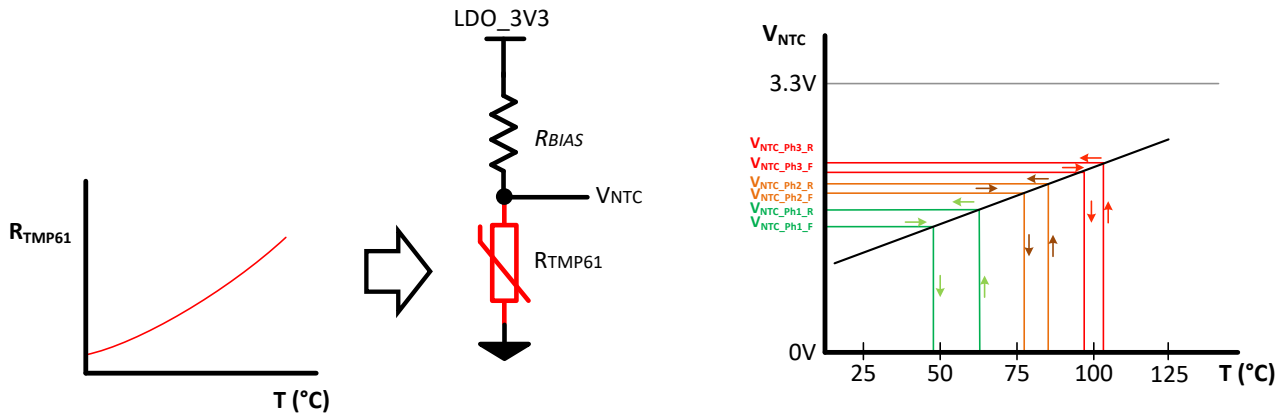 LDO_3V3
RBIAS
VNTC
RTMP61
RTMP61
T (°C)
VNTC
3.3V
VNTC_Ph3_R
VNTC_Ph3_F
VNTC_Ph2_R
VNTC_Ph2_F
VNTC_Ph1_R
VNTC_Ph1_F
0V
25 50 75 100 125 T (°C)